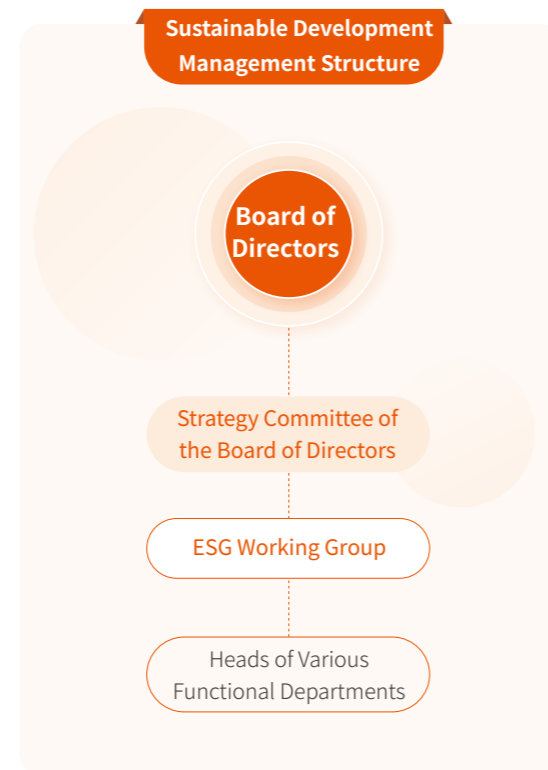 Sustainable Development
Management Structure
Board of
Directors
Strategy Committee of
the Board of Directors
ESG Working Group
Heads of Various
Functional Departments